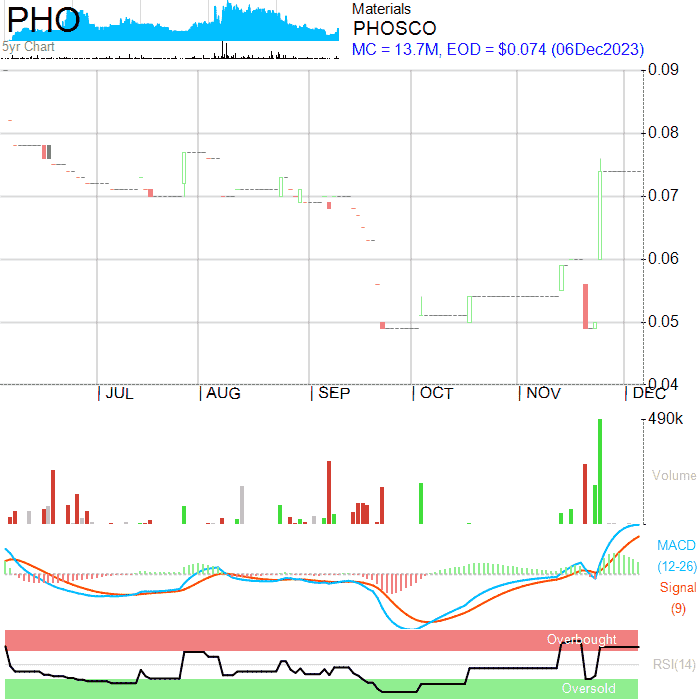 PHO
5yr Chart
Materials
PHOSCO
MC = 13.7M, EOD = $0.074 (06Dec2023)
0.09
0.08
0.07
0.06
0.05
0.04
JUL
AUG
SEP
OCT
NOV
DEC
490k
Volume
MACD
(12-26)
Signal
(9)
Overbought
RSI(14)
Oversold